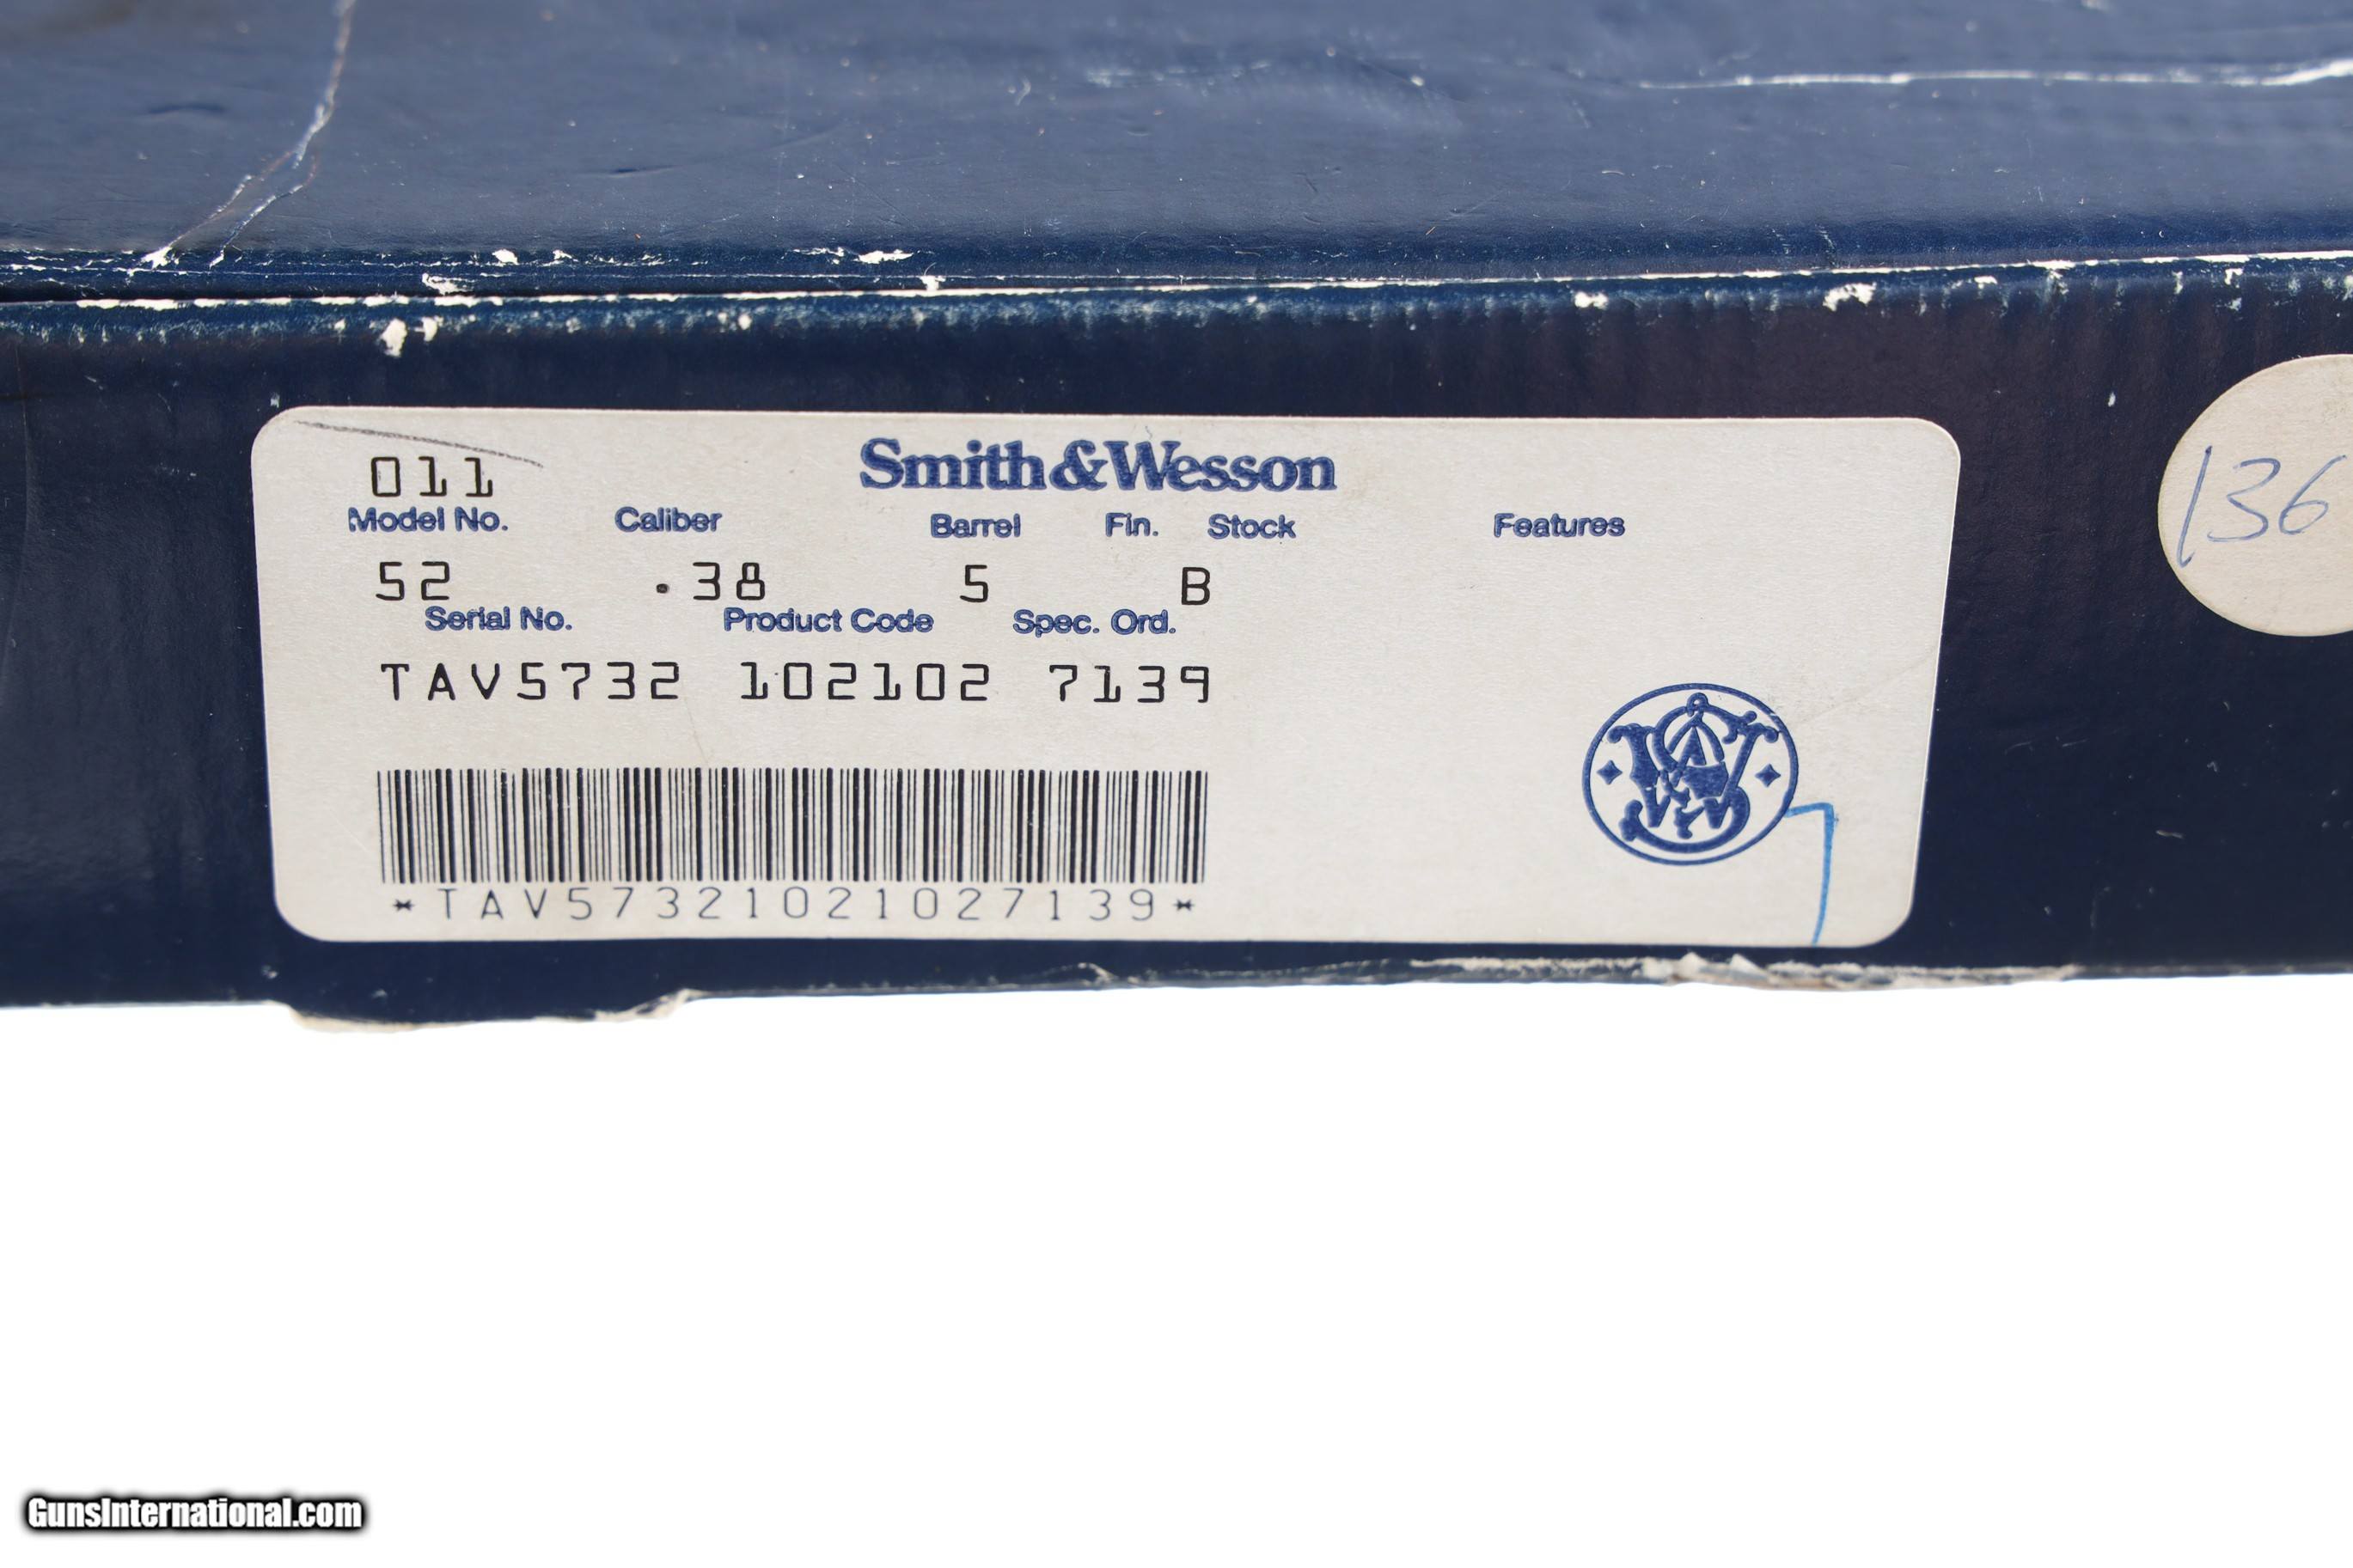 Smith & Wesson
011
Model No. Caliber Barrel Fin. Stock Features
52 .38 5 B
Serial No. Product Code Spec. Ord.
TAV5732 102102 7139
*TAV57321021027139*
136
GunsInternational.com